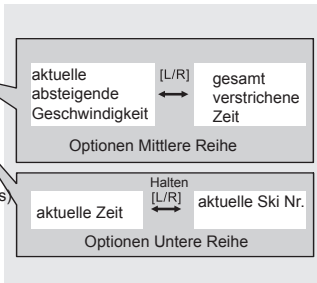 aktuelle
absteigende
Geschwindigkeit
[L/R]
gesamt
verstrichene
Zeit
Optionen Mittlere Reihe
s)
aktuelle Zeit
Halten
[L/R]
aktuelle Ski Nr.
Optionen Untere Reihe